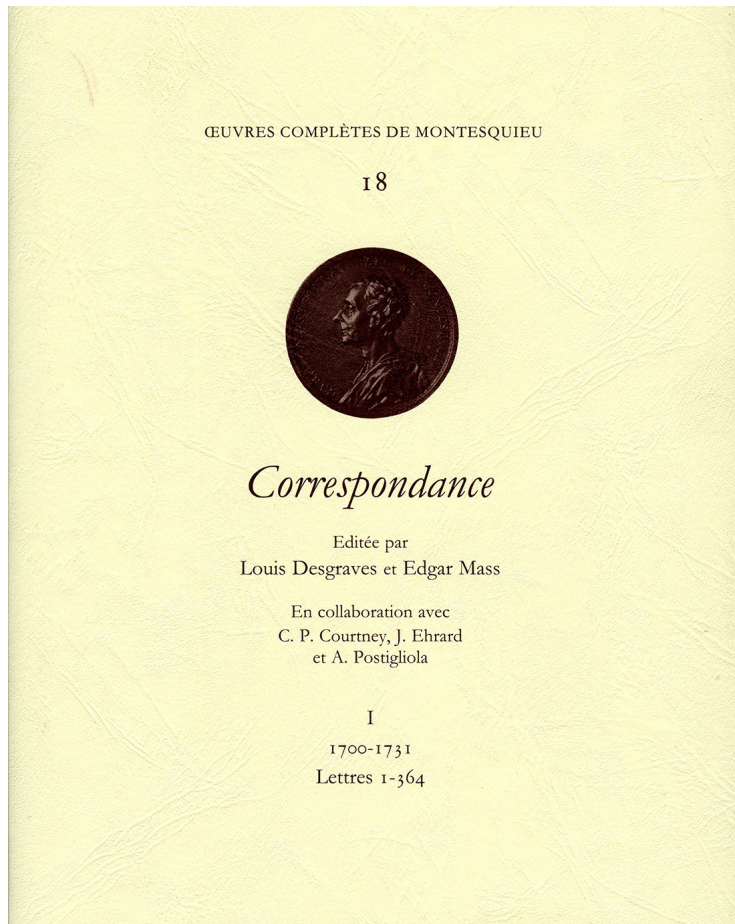 ŒUVRES COMPLÈTES DE MONTESQUIEU
18
Correspondance
Editée par
Louis Desgraves et Edgar Mass
En collaboration avec
C. P. Courtney, J. Ehrard
et A. Postigliola
I
1700-1731
Lettres 1-364